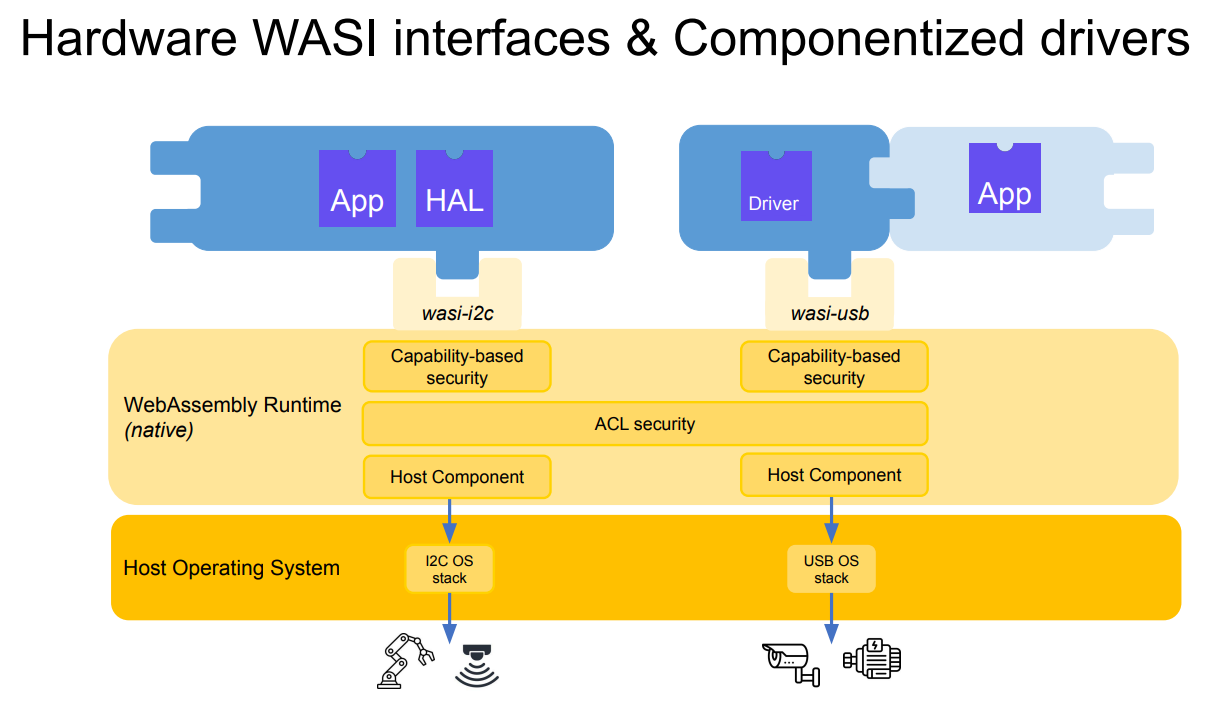 Hardware WASI interfaces & Componentized drivers
App
HAL
Driver
App
wasi-i2c
wasi-usb
Capability-based
security
Capability-based
security
WebAssembly Runtime
(native)
ACL security
Host Component
Host Component
Host Operating System
I2C OS
stack
USB OS
stack